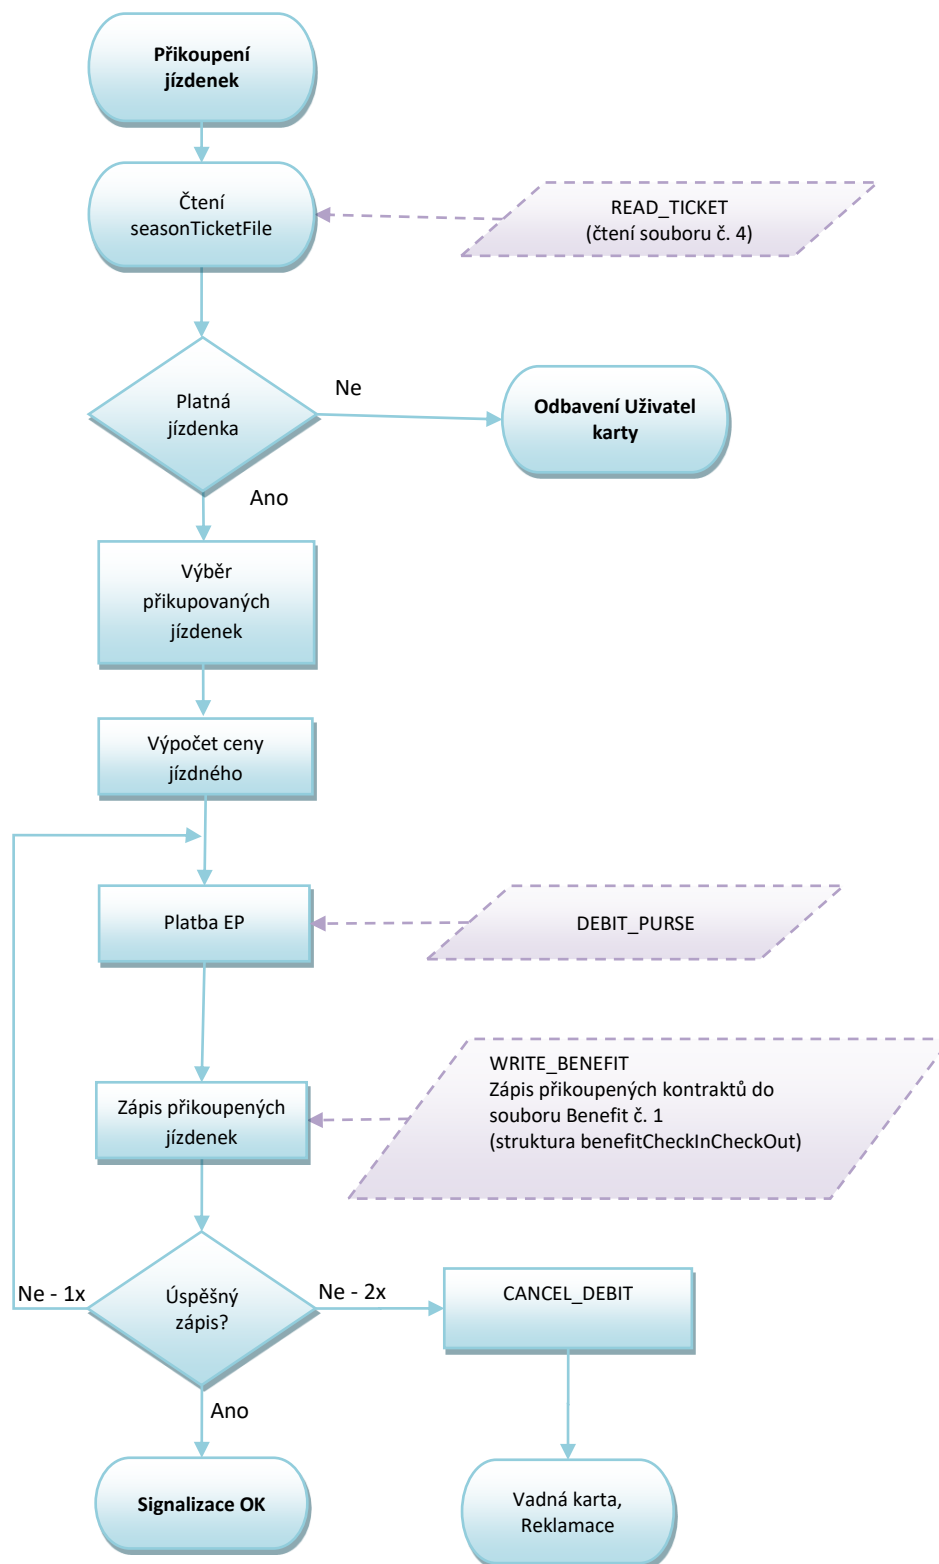 Přikoupení
jízdenek
Čtení
seasonTicketFile
READ_TICKET
(čtení souboru č. 4)
Platná
jízdenka
Ne
Odbavení Uživatel
karty
Ano
Výběr
přikupovaných
jízdenek
Výpočet ceny
jízdného
Platba EP
DEBIT_PURSE
WRITE_BENEFIT
Zápis přikoupených kontraktů do
souboru Benefit č. 1
(struktura benefitCheckInCheckOut)
Zápis přikoupených
jízdenek
Ne - 1x
Úspěšný
zápis?
Ne - 2x
CANCEL_DEBIT
Ano
Signalizace OK
Vadná karta,
Reklamace